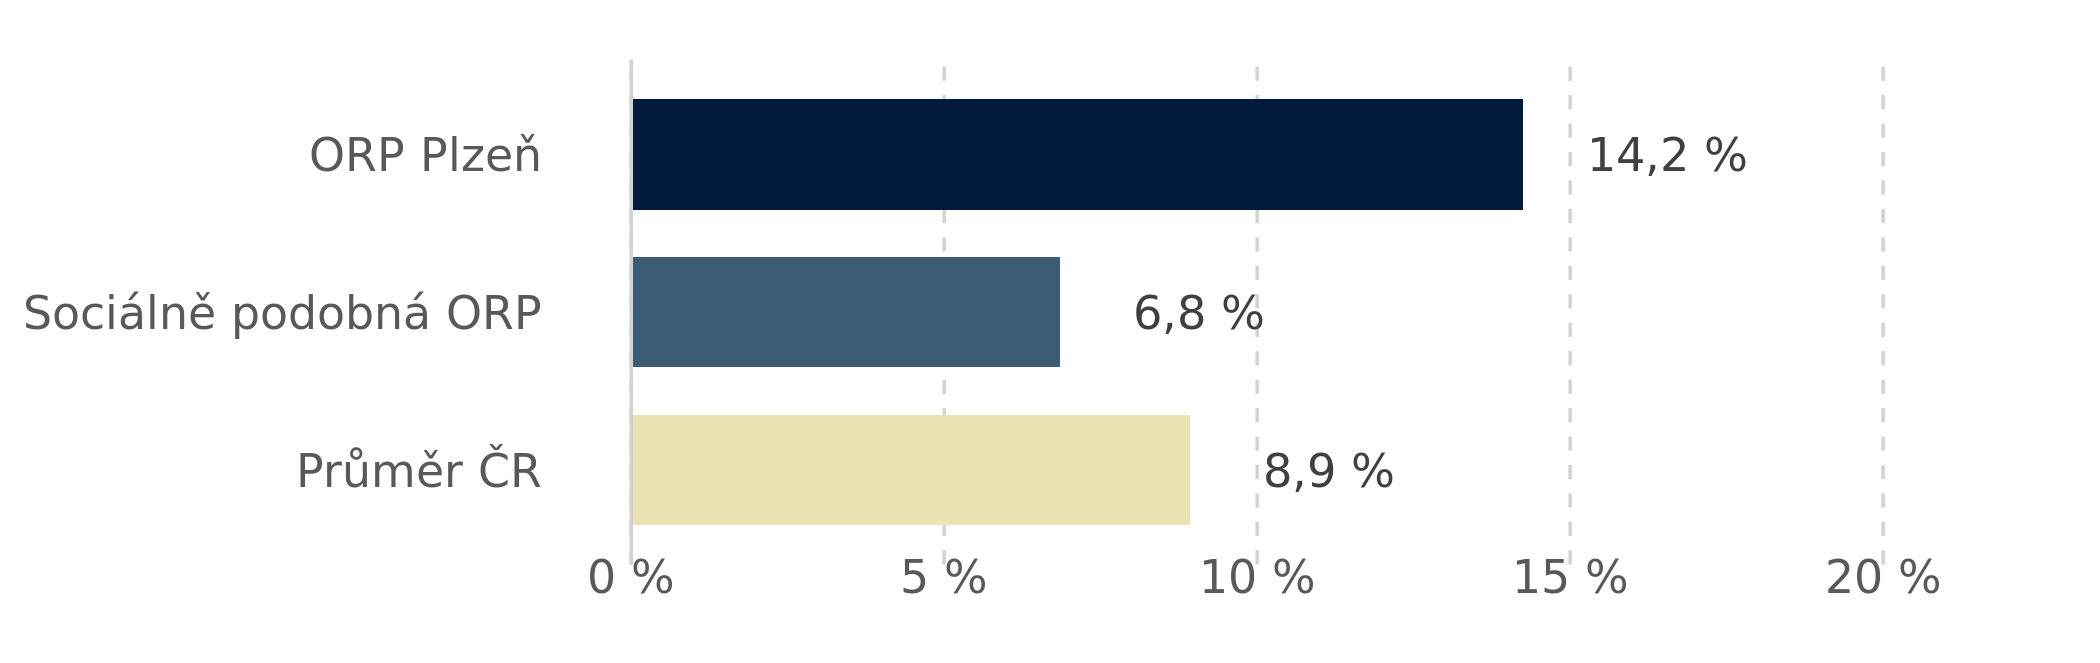 ORP Plzeň 14,2 %
Sociálně podobná ORP 6,8 %
Průměr ČR 8,9 %
0 % 5 % 10 % 15 % 20 %